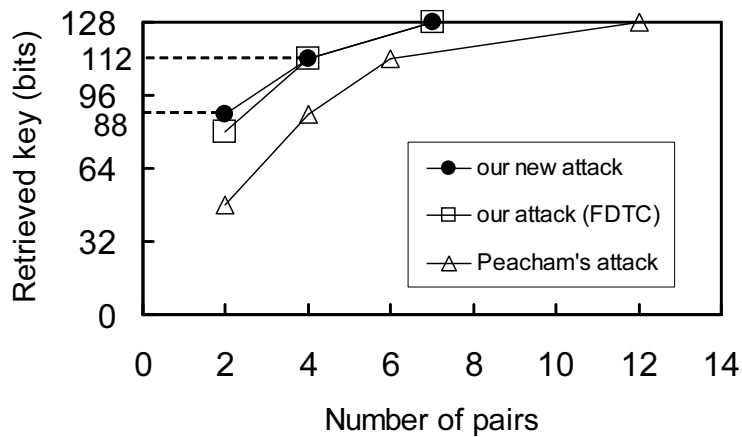 Retrieved key (bits)
128
112
96
88
64
32
0
our new attack
our attack (FDTC)
Peacham's attack
0 2 4 6 8 10 12 14
Number of pairs